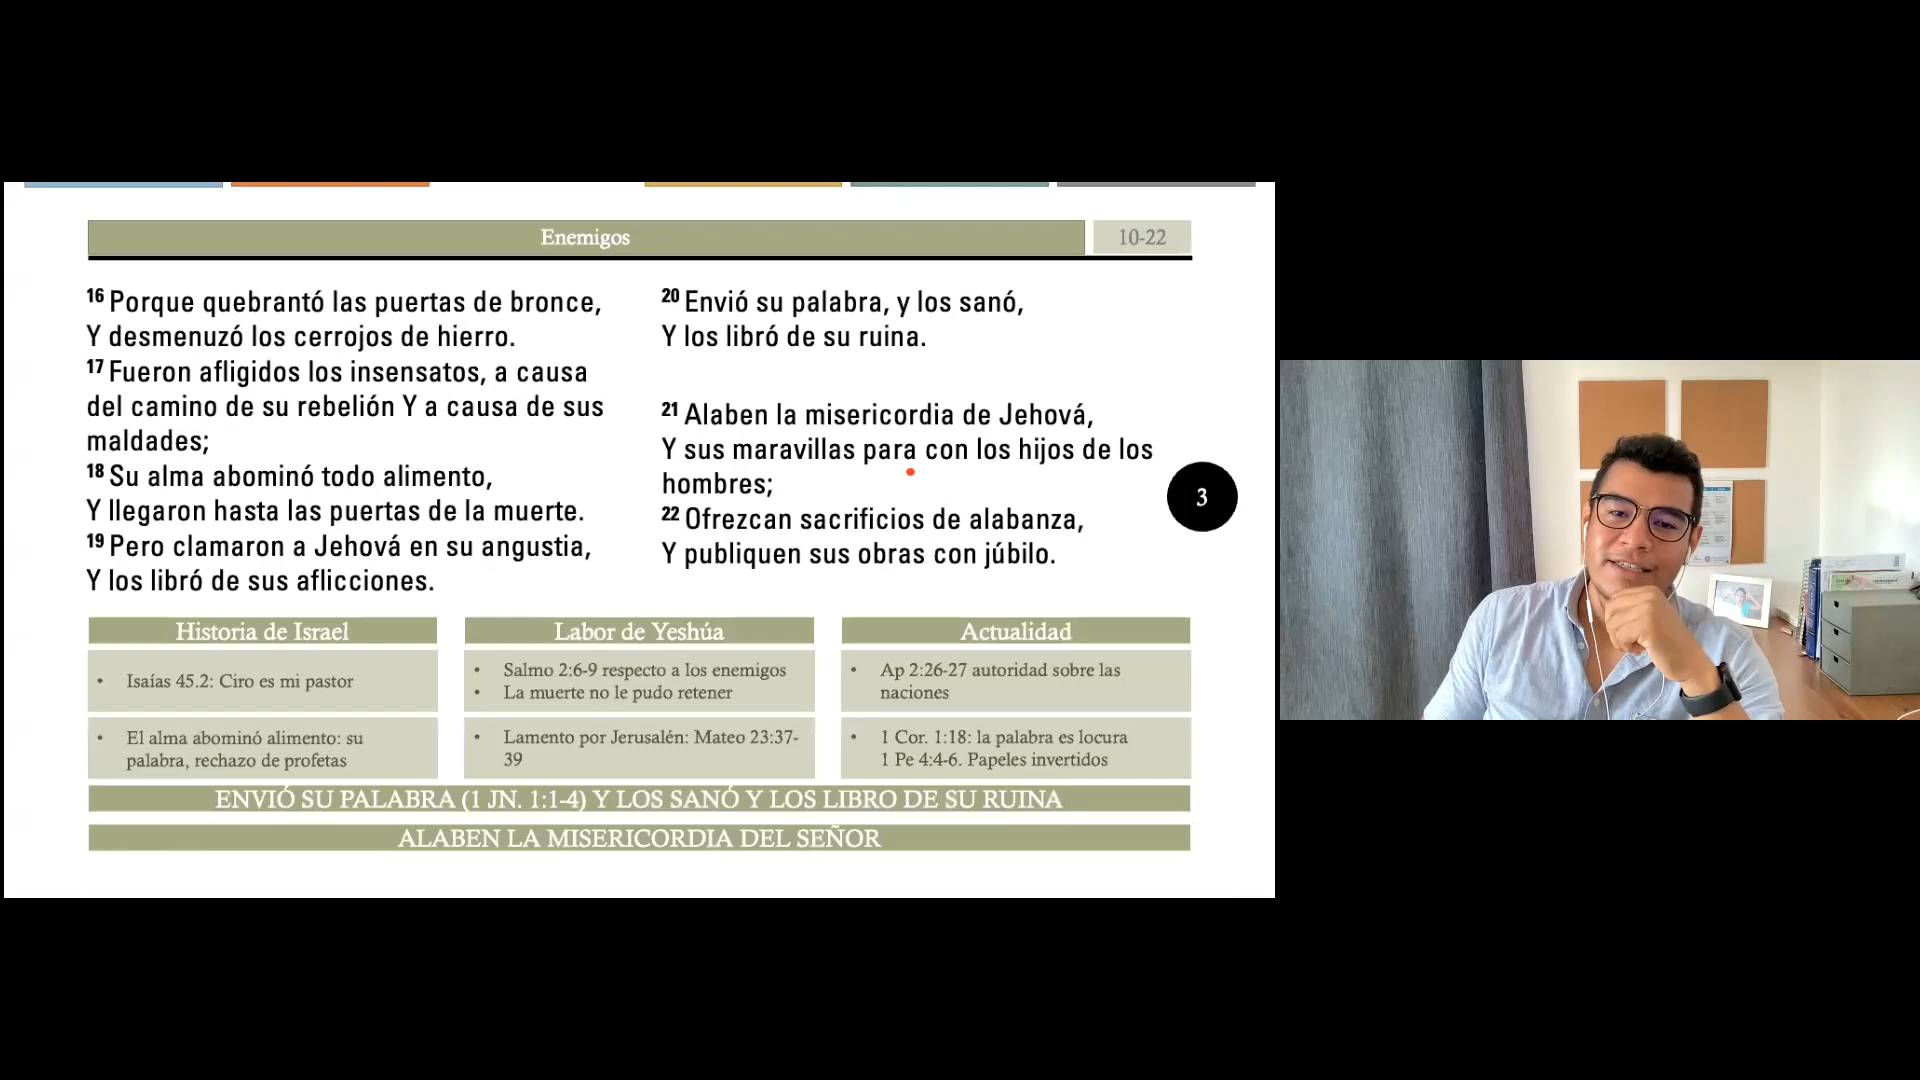 Enemigos
10-22
16 Porque quebrantó las puertas de bronce,
Y desmenuzó los cerrojos de hierro.
17 Fueron afligidos los insensatos, a causa
del camino de su rebelión Y a causa de sus
maldades;
18 Su alma abominó todo alimento,
Y llegaron hasta las puertas de la muerte.
19 Pero clamaron a Jehová en su angustia,
Y los libró de sus aflicciones.
20 Envió su palabra, y los sanó,
Y los libró de su ruina.
21 Alaben la misericordia de Jehová,
Y sus maravillas para con los hijos de los
hombres;
22 Ofrezcan sacrificios de alabanza,
Y publiquen sus obras con júbilo.
3
Historia de Israel
• Isaías 45.2: Ciro es mi pastor
• El alma abominó alimento: su
palabra, rechazo de profetas
Labor de Yeshúa
• Salmo 2:6-9 respecto a los enemigos
• La muerte no le pudo retener
• Lamento por Jerusalén: Mateo 23:37-
39
Actualidad
• Ap 2:26-27 autoridad sobre las
naciones
• 1 Cor. 1:18: la palabra es locura
1 Pe 4:4-6. Papeles invertidos
ENVIÓ SU PALABRA (1 JN. 1:1-4) Y LOS SANÓ Y LOS LIBRO DE SU RUINA
ALABEN LA MISERICORDIA DEL SEÑOR